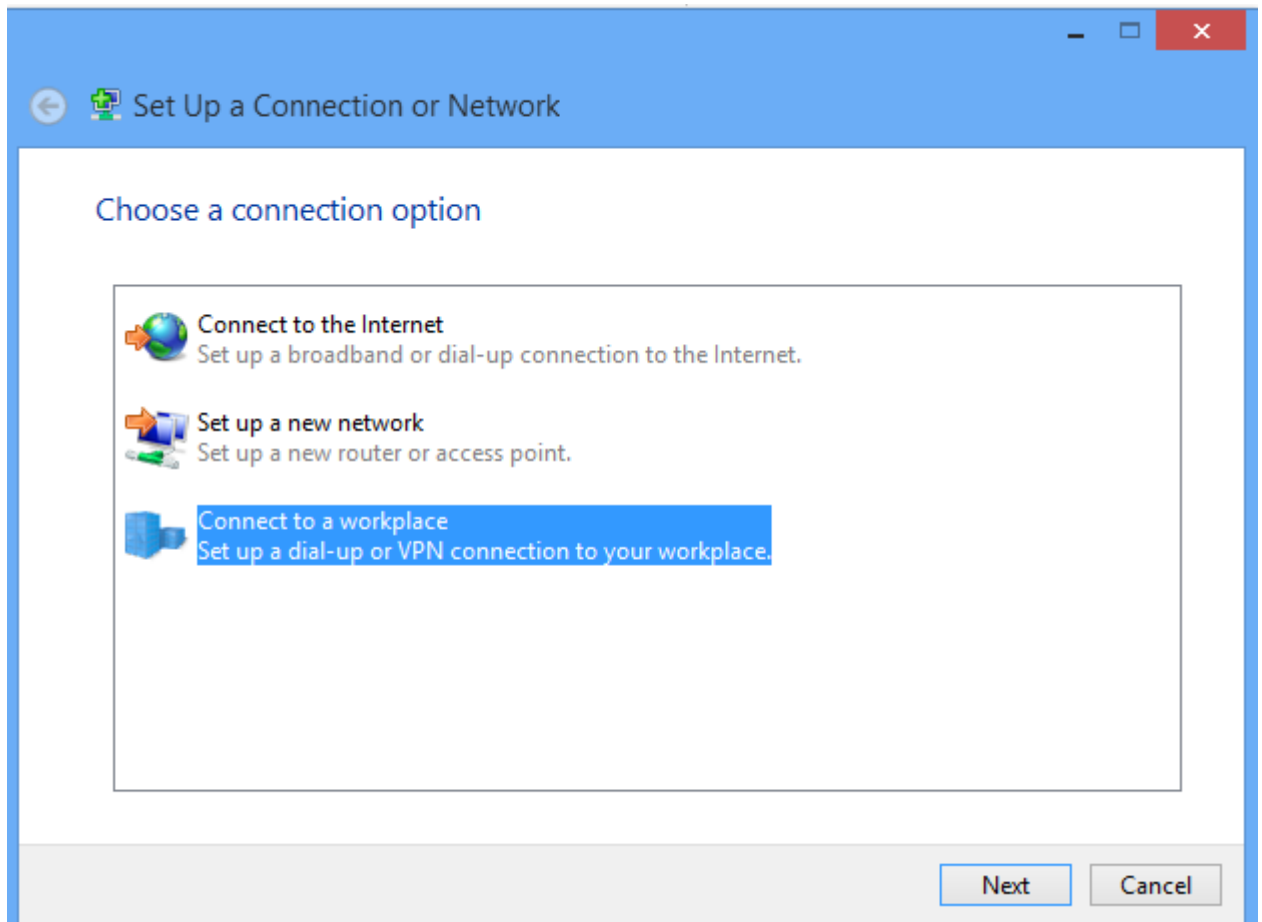 Set Up a Connection or Network
Choose a connection option
Connect to the Internet
Set up a broadband or dial-up connection to the Internet.
Set up a new network
Set up a new router or access point.
Connect to a workplace
Set up a dial-up or VPN connection to your workplace.
Next
Cancel